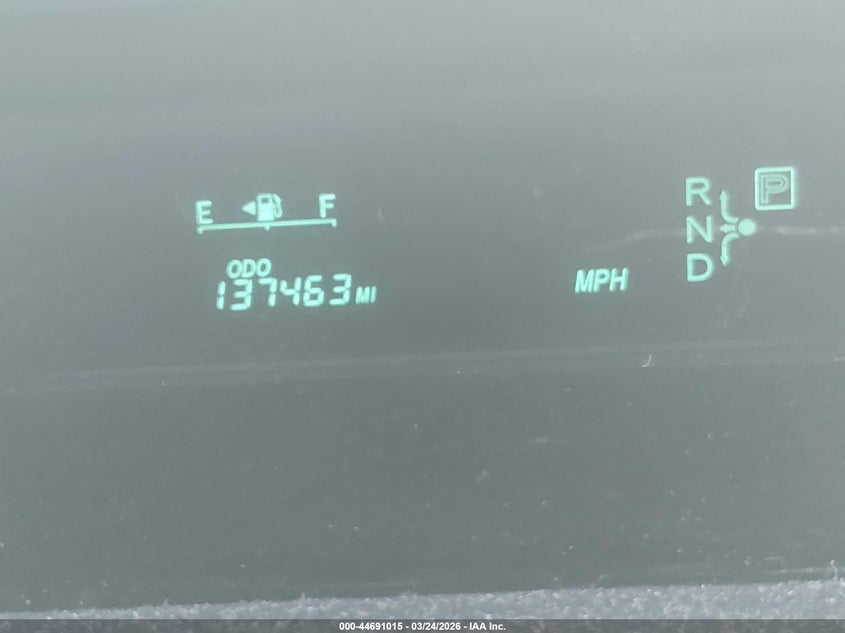 E F
ODO
137463 MI
MPH
R P
N
D
000-44691015 - 03/24/2026 - IAA Inc.